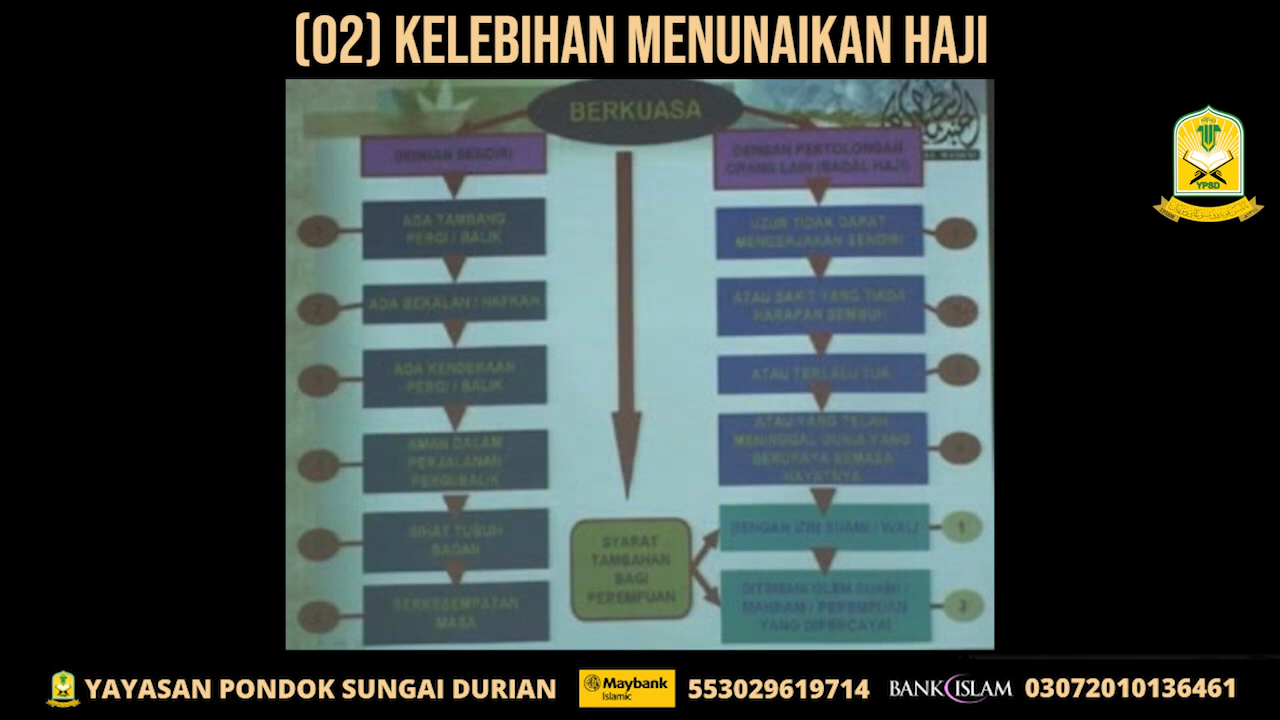 (02) KELEBIHAN MENUNAIKAN HAJI
BERKUASA
DENGAN SENDIRI
ADA TAMBANG
PERGI / BALIK
ADA BEKALAN / NAFKAH
ADA KENDERAAN
PERGI / BALIK
AMAN DALAM
PERJALANAN
PERGI/BALIK
SIHAT TUBUH
BADAN
BERKESEMPATAN
MASA
DENGAN PERTOLONGAN
ORANG LAIN (BADAL HAJI)
UZUR TIDAK DAPAT
MENGERJAKAN SENDIRI
ATAU SAKIT YANG TIADA
HARAPAN SEMBUH
ATAU TERLALU TUA
ATAU YANG TELAH
MENINGGAL DUNIA YANG
BERUPAYA SEMASA
HAYATNYA
SYARAT
TAMBAHAN
BAGI
PEREMPUAN
DENGAN IZIN SUAMI / WALI
1
DITEMANI OLEH SUAMI /
MAHRAM / PEREMPUAN
YANG DIPERCAYAI
2
YPSD
YAYASAN PONDOK SUNGAI DURIAN
Maybank
Islamic
553029619714
BANK ISLAM
03072010136461